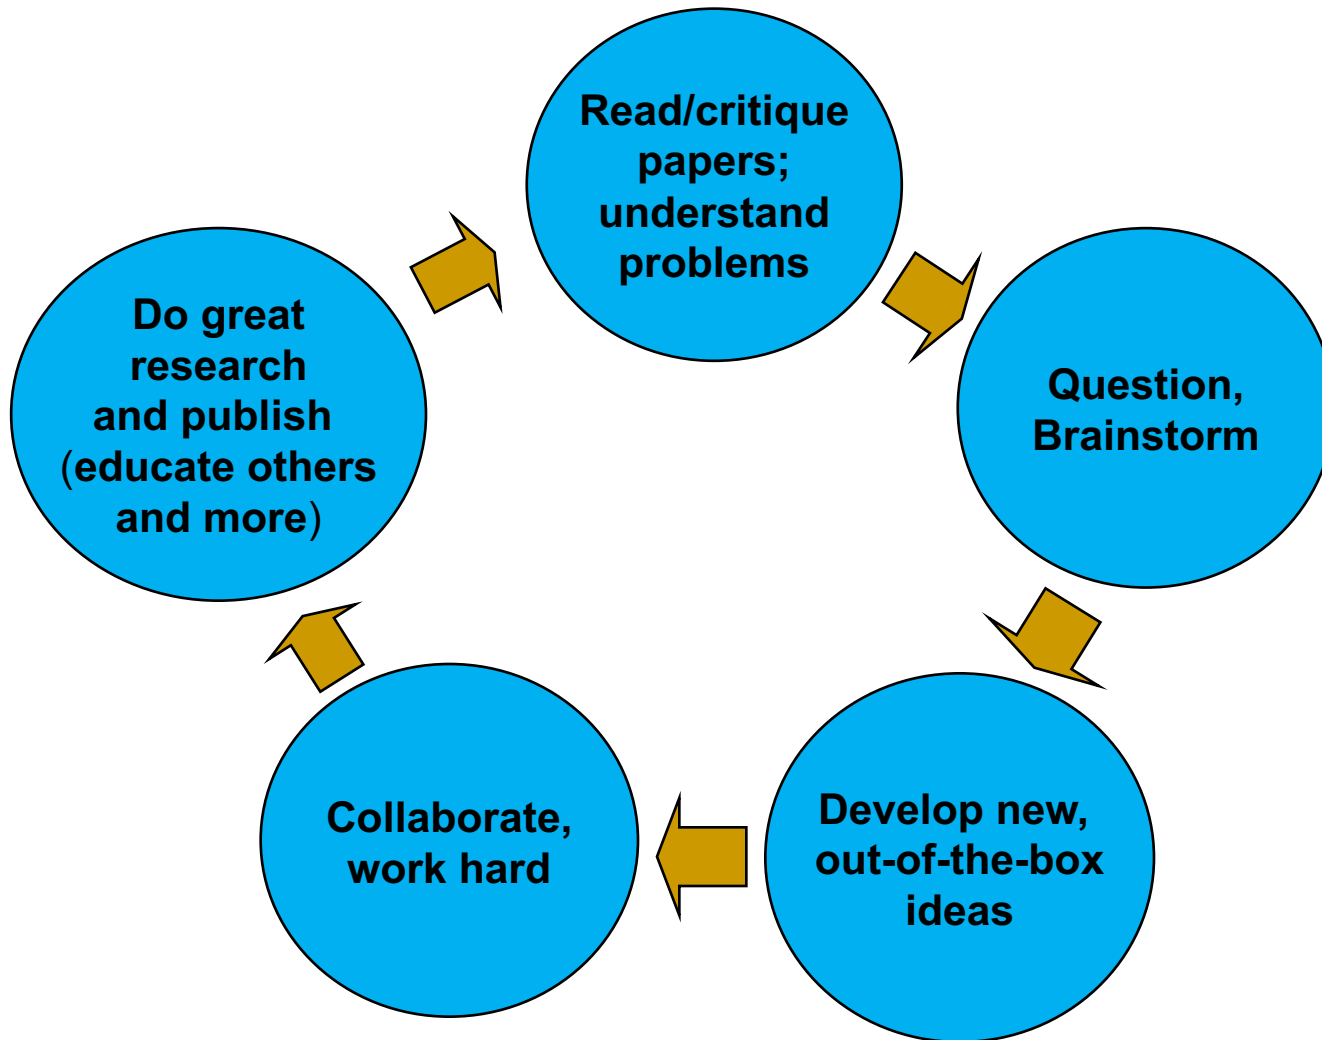 Read/critique
papers;
understand
problems
Question,
Brainstorm
Develop new,
out-of-the-box
ideas
Collaborate,
work hard
Do great
research
and publish
(educate others
and more)